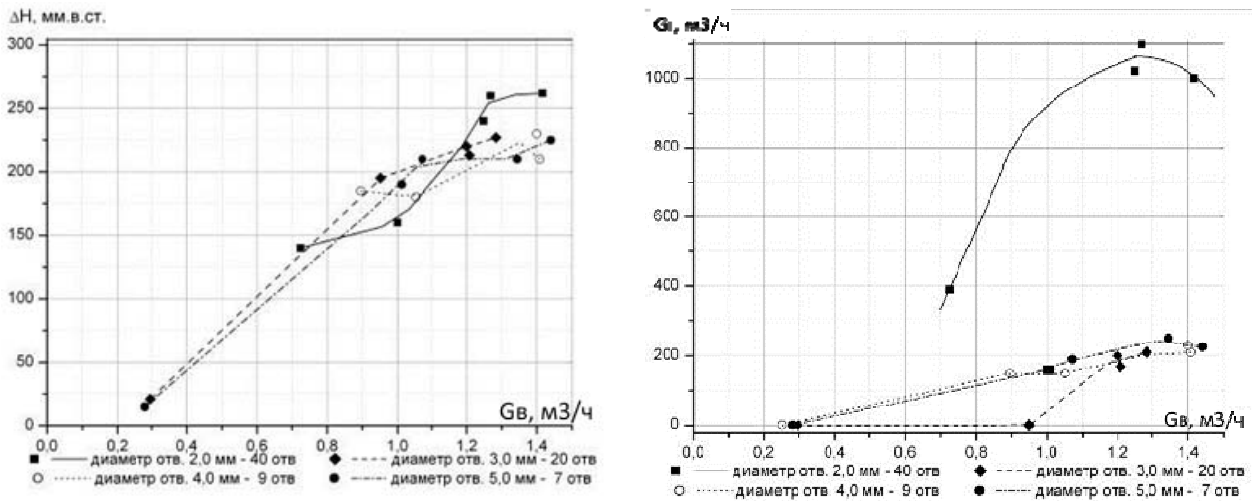 ΔH, мм.в.ст.
300
250
200
150
100
50
0
0,0 0,2 0,4 0,6 0,8 1,0 1,2 1,4
Gв, м3/ч
диаметр отв. 2,0 мм - 40 отв
диаметр отв. 3,0 мм - 20 отв
диаметр отв. 4,0 мм - 9 отв
диаметр отв. 5,0 мм - 7 отв
м3/ч
1000
800
600
400
200
0
0,0 0,2 0,4 0,6 0,8 1,0 1,2 1,4
Gв, м3/ч
диаметр отв. 2,0 мм - 40 отв
диаметр отв. 3,0 мм - 20 отв
диаметр отв. 4,0 мм - 9 отв
диаметр отв. 5,0 мм - 7 отв